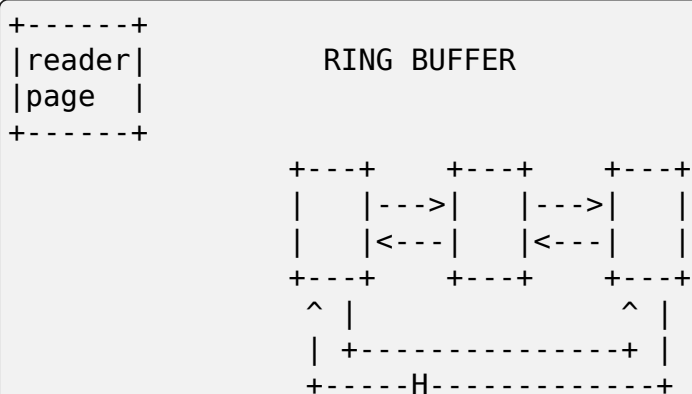 +------+
|reader|          RING BUFFER
|page  |
+------+
                +---+   +---+   +---+
                |   |-->|   |-->|   |
                |   |<--|   |<--|   |
                +---+   +---+   +---+
                 ^ |             ^ |
                 | +-------------+ |
                 +-----H-----------+